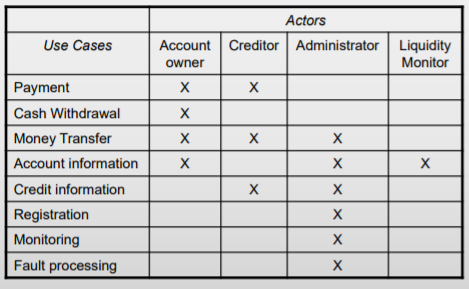 Actors
Use Cases Account owner Creditor Administrator Liquidity Monitor
Payment X X
Cash Withdrawal X
Money Transfer X X X
Account information X X X
Credit information X X
Registration X
Monitoring X
Fault processing X